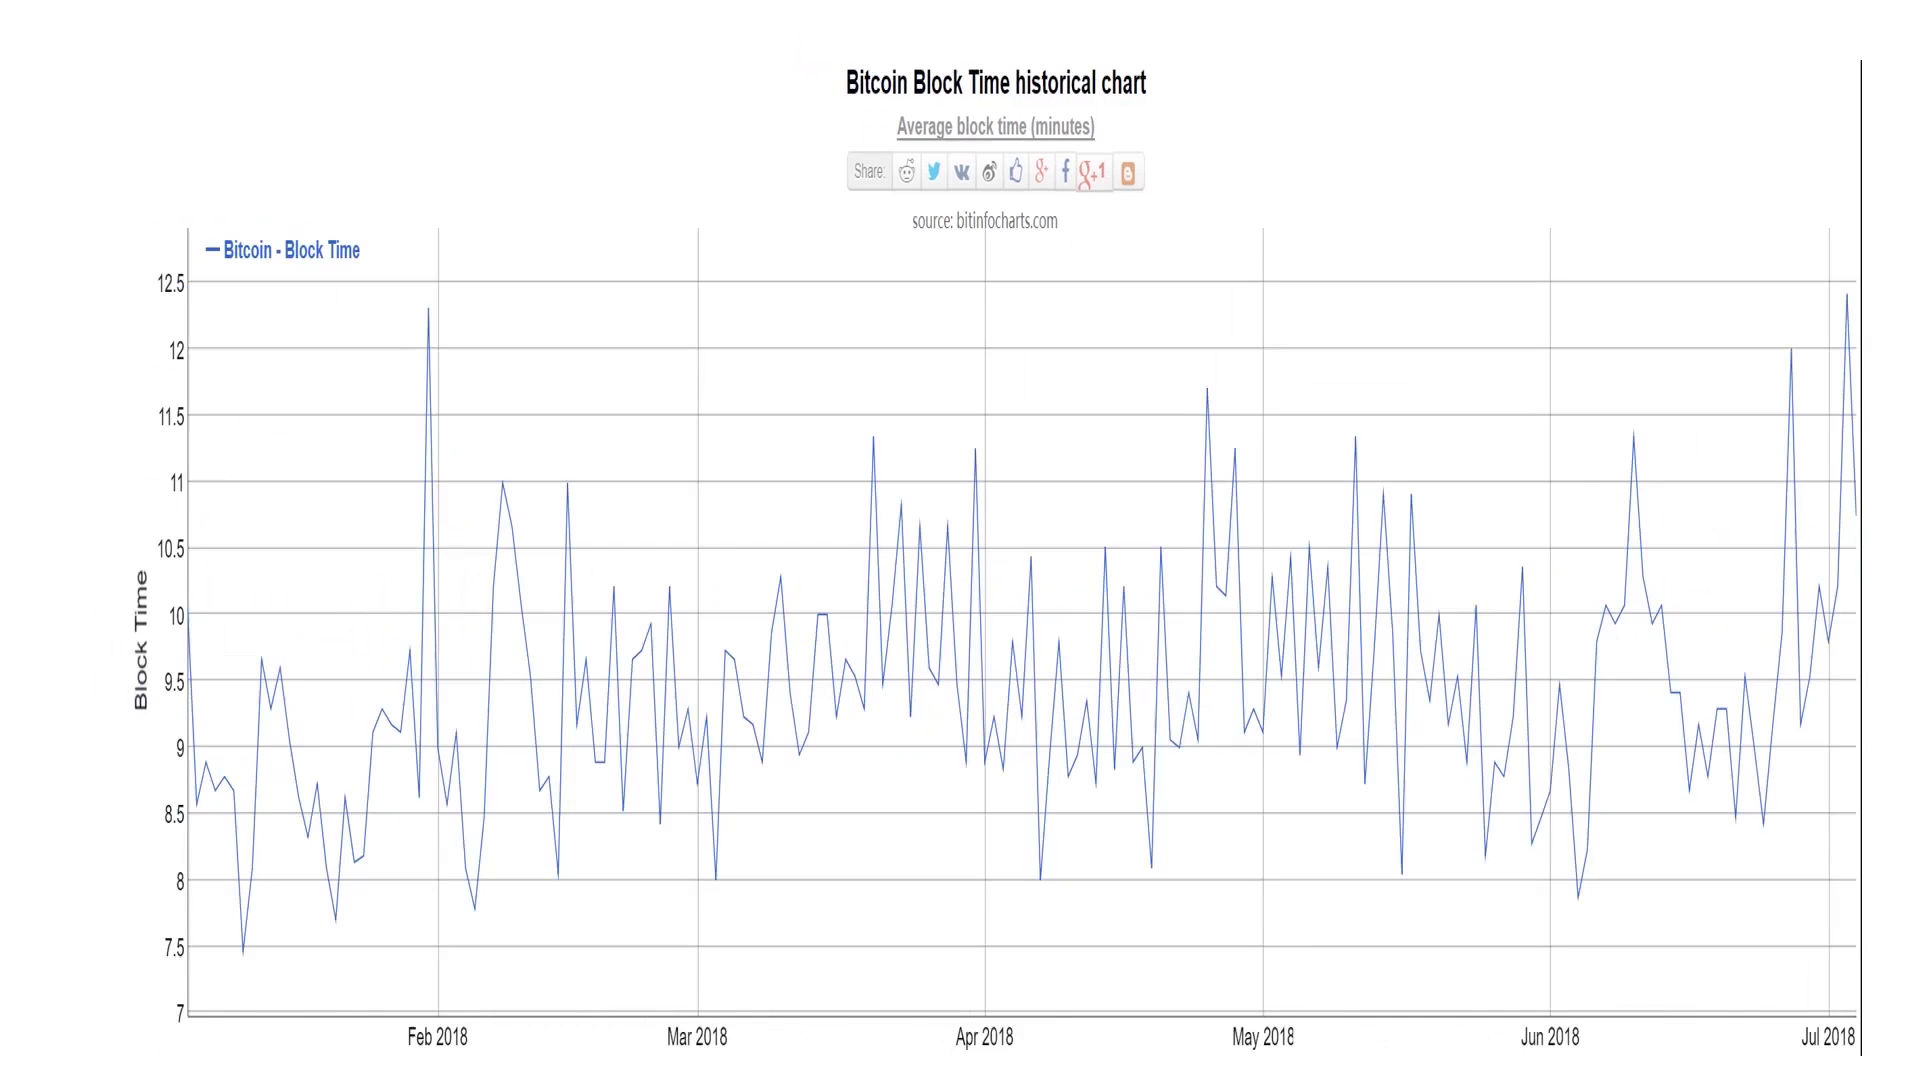 Bitcoin Block Time historical chart
Average block time (minutes)
Share: g+ f g+1
source: bitinfocharts.com
Bitcoin - Block Time
12.5
12
11.5
11
10.5
10
9.5
9
8.5
8
7.5
7
Block Time
Feb 2018 Mar 2018 Apr 2018 May 2018 Jun 2018 Jul 2018